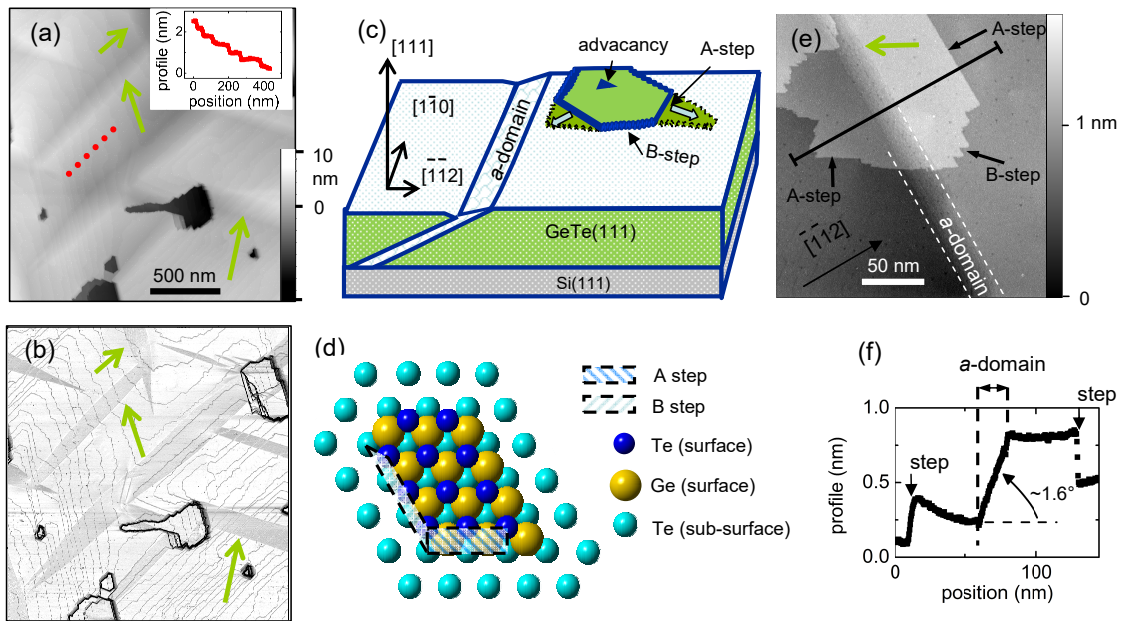 (a)
profile (nm)
2
0
0
200
400
position (nm)
10
nm
0
500 nm
(b)
(c)
[111]
[11̄0]
[1̄1̄2]
a-domain
advacancy
A-step
B-step
GeTe(111)
Si(111)
(d)
A step
B step
Te (surface)
Ge (surface)
Te (sub-surface)
(e)
A-step
1 nm
A-step
B-step
[1̄1̄2]
a-domain
50 nm
0
(f)
a-domain
step
step
1.0
0.5
0.0
profile (nm)
~1.6°
0
50
100
position (nm)